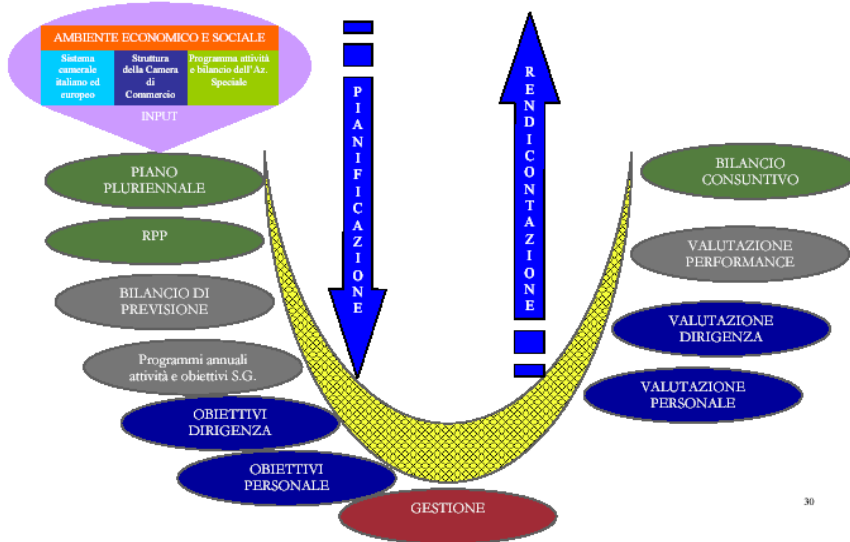 AMBIENTE ECONOMICO E SOCIALE
Sistema
camerale
italiano ed
europeo
Struttura
della Camera
di
Commercio
Programma attività
e bilancio dell'Az.
Speciale
INPUT
PIANO
PLURIENNALE
RPP
BILANCIO DI
PREVISIONE
Programmi annuali
attività e obiettivi S.G.
OBIETTIVI
DIRIGENZA
OBIETTIVI
PERSONALE
GESTIONE
PIANIFICAZIONE
RENDICONTAZIONE
BILANCIO
CONSUNTIVO
VALUTAZIONE
PERFORMANCE
VALUTAZIONE
DIRIGENZA
VALUTAZIONE
PERSONALE
30